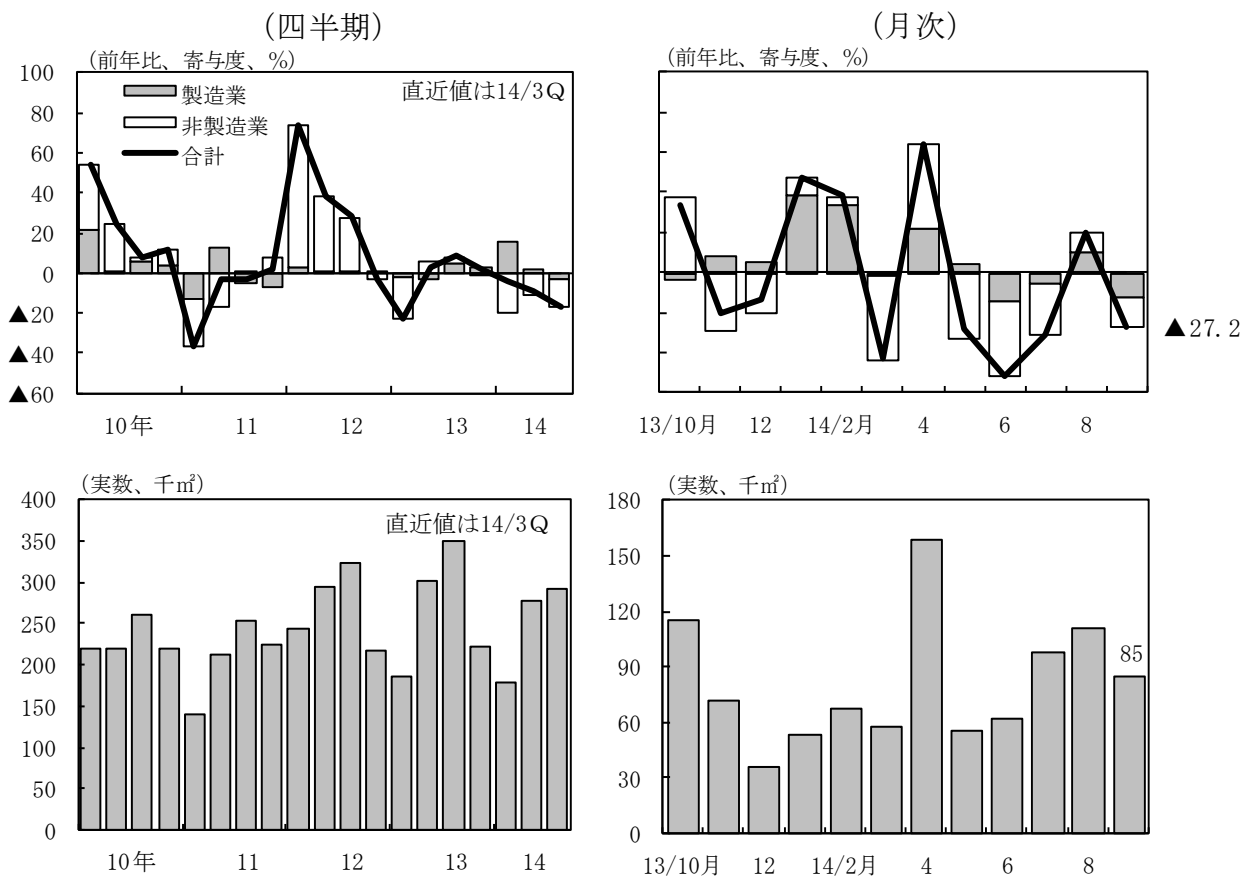 (四半期)
(前年比、寄与度、%)
100
80
60
40
20
0
▲20
▲40
▲60
製造業
非製造業
合計
直近値は14/3Q
10年 11 12 13 14
(月次)
(前年比、寄与度、%)
▲27.2
13/10月 12 14/2月 4 6 8
(実数、千㎡)
400
350
300
250
200
150
100
50
0
直近値は14/3Q
10年 11 12 13 14
(実数、千㎡)
180
150
120
90
60
30
0
85
13/10月 12 14/2月 4 6 8